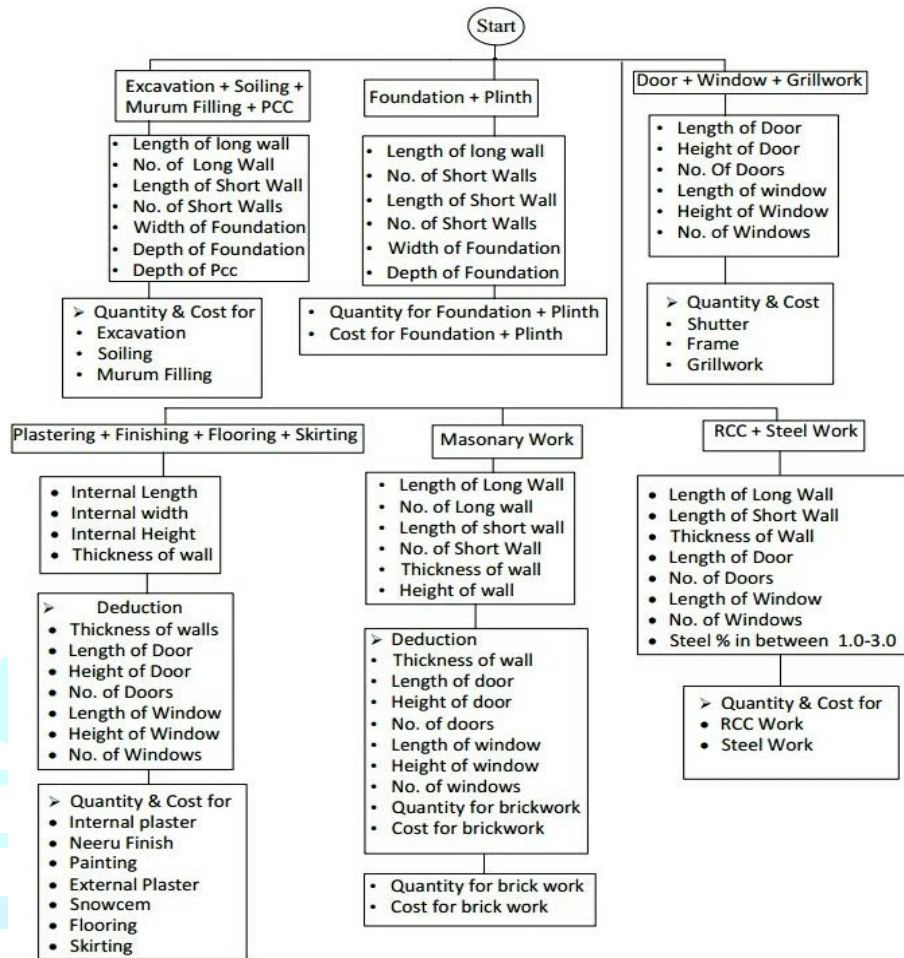 Start
Excavation + Soiling +
Murum Filling + PCC
• Length of long wall
• No. of Long Wall
• Length of Short Wall
• No. of Short Walls
• Width of Foundation
• Depth of Foundation
• Depth of Pcc
➢ Quantity & Cost for
• Excavation
• Soiling
• Murum Filling
Foundation + Plinth
• Length of long wall
• No. of Short Walls
• Length of Short Wall
• No. of Short Walls
• Width of Foundation
• Depth of Foundation
• Quantity for Foundation + Plinth
• Cost for Foundation + Plinth
Door + Window + Grillwork
• Length of Door
• Height of Door
• No. Of Doors
• Length of window
• Height of Window
• No. of Windows
➢ Quantity & Cost
• Shutter
• Frame
• Grillwork
Plastering + Finishing + Flooring + Skirting
• Internal Length
• Internal width
• Internal Height
• Thickness of wall
➢ Deduction
• Thickness of walls
• Length of Door
• Height of Door
• No. of Doors
• Length of Window
• Height of Window
• No. of Windows
➢ Quantity & Cost for
• Internal plaster
• Neeru Finish
• Painting
• External Plaster
• Snowcem
• Flooring
• Skirting
Masonary Work
• Length of Long Wall
• No. of Long wall
• Length of short wall
• No. of Short Wall
• Thickness of wall
• Height of wall
➢ Deduction
• Thickness of wall
• Length of door
• Height of door
• No. of doors
• Length of window
• Height of window
• No. of windows
• Quantity for brickwork
• Cost for brickwork
• Quantity for brick work
• Cost for brick work
RCC + Steel Work
• Length of Long Wall
• Length of Short Wall
• Thickness of Wall
• Length of Door
• No. of Doors
• Length of Window
• No. of Windows
• Steel % in between 1.0-3.0
➢ Quantity & Cost for
• RCC Work
• Steel Work